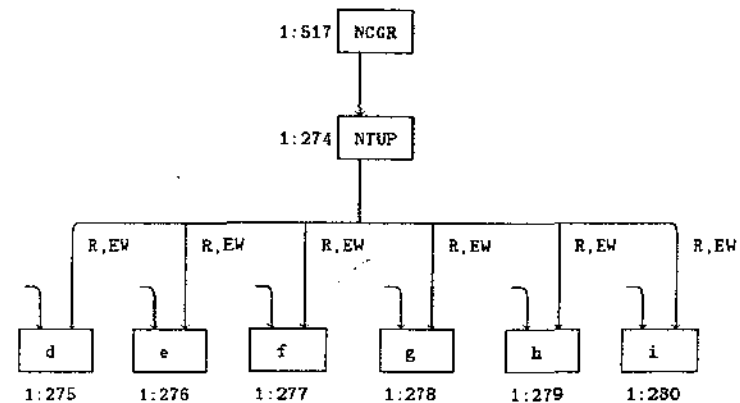 1:517 NCGR
1:274 NTUP
R,EW R,EW R,EW R,EW R,EW R,EW
d e f g h i
1:275 1:276 1:277 1:278 1:279 1:280